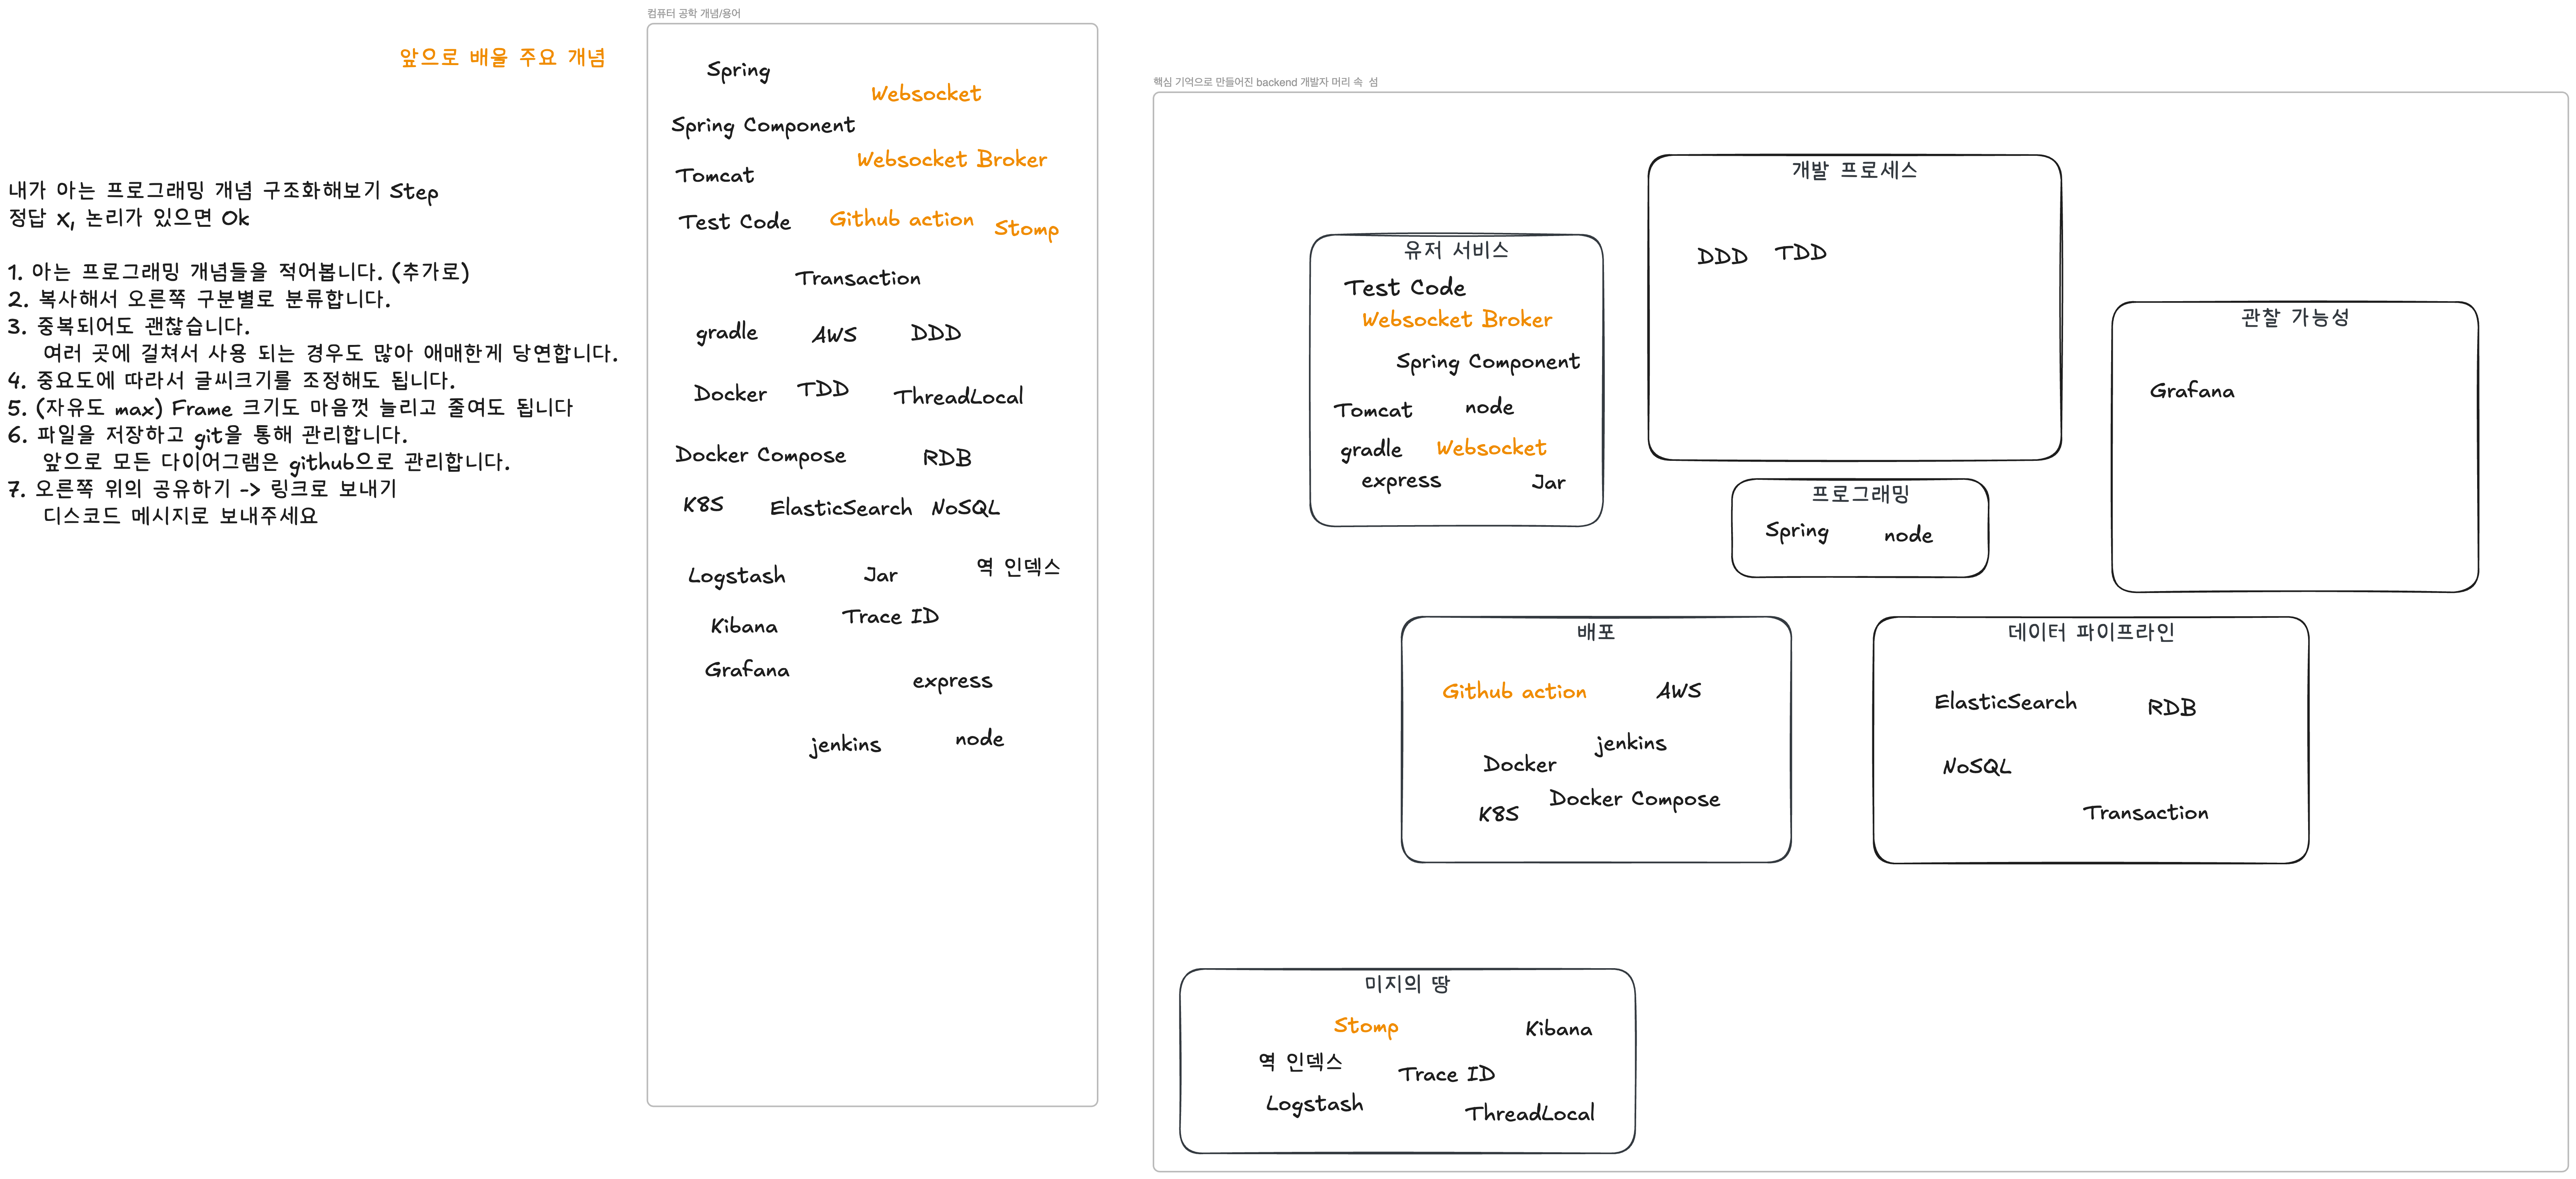 앞으로 배울 주요 개념
내가 아는 프로그래밍 개념 구조화해보기 Step
정답 X, 논리가 있으면 Ok
1. 아는 프로그래밍 개념들을 적어봅니다. (추가로)
2. 복사해서 오른쪽 구분별로 분류합니다.
3. 중복되어도 괜찮습니다.
여러 곳에 걸쳐서 사용 되는 경우도 많아 애매한게 당연합니다.
4. 중요도에 따라서 글씨크기를 조정해도 됩니다.
5. (자유도 max) Frame 크기도 마음껏 늘리고 줄여도 됩니다
6. 파일을 저장하고 git을 통해 관리합니다.
앞으로 모든 다이어그램은 github으로 관리합니다.
7. 오른쪽 위의 공유하기 -> 링크로 보내기
디스코드 메시지로 보내주세요
컴퓨터 공학 개념/용어
Spring
Websocket
Spring Component
Websocket Broker
Tomcat
Test Code
Github action
Stomp
Transaction
gradle
AWS
DDD
Docker
TDD
ThreadLocal
Docker Compose
RDB
K8S
ElasticSearch
NoSQL
Logstash
Jar
역 인덱스
Kibana
Trace ID
Grafana
express
jenkins
node
핵심 기억으로 만들어진 backend 개발자 머리 속 섬
유저 서비스
Test Code
Websocket Broker
Spring Component
Tomcat
node
gradle
Websocket
express
Jar
개발 프로세스
DDD
TDD
관찰 가능성
Grafana
프로그래밍
Spring
node
배포
Github action
AWS
jenkins
Docker
Docker Compose
K8S
데이터 파이프라인
ElasticSearch
RDB
NoSQL
Transaction
미지의 땅
Stomp
Kibana
역 인덱스
Trace ID
Logstash
ThreadLocal